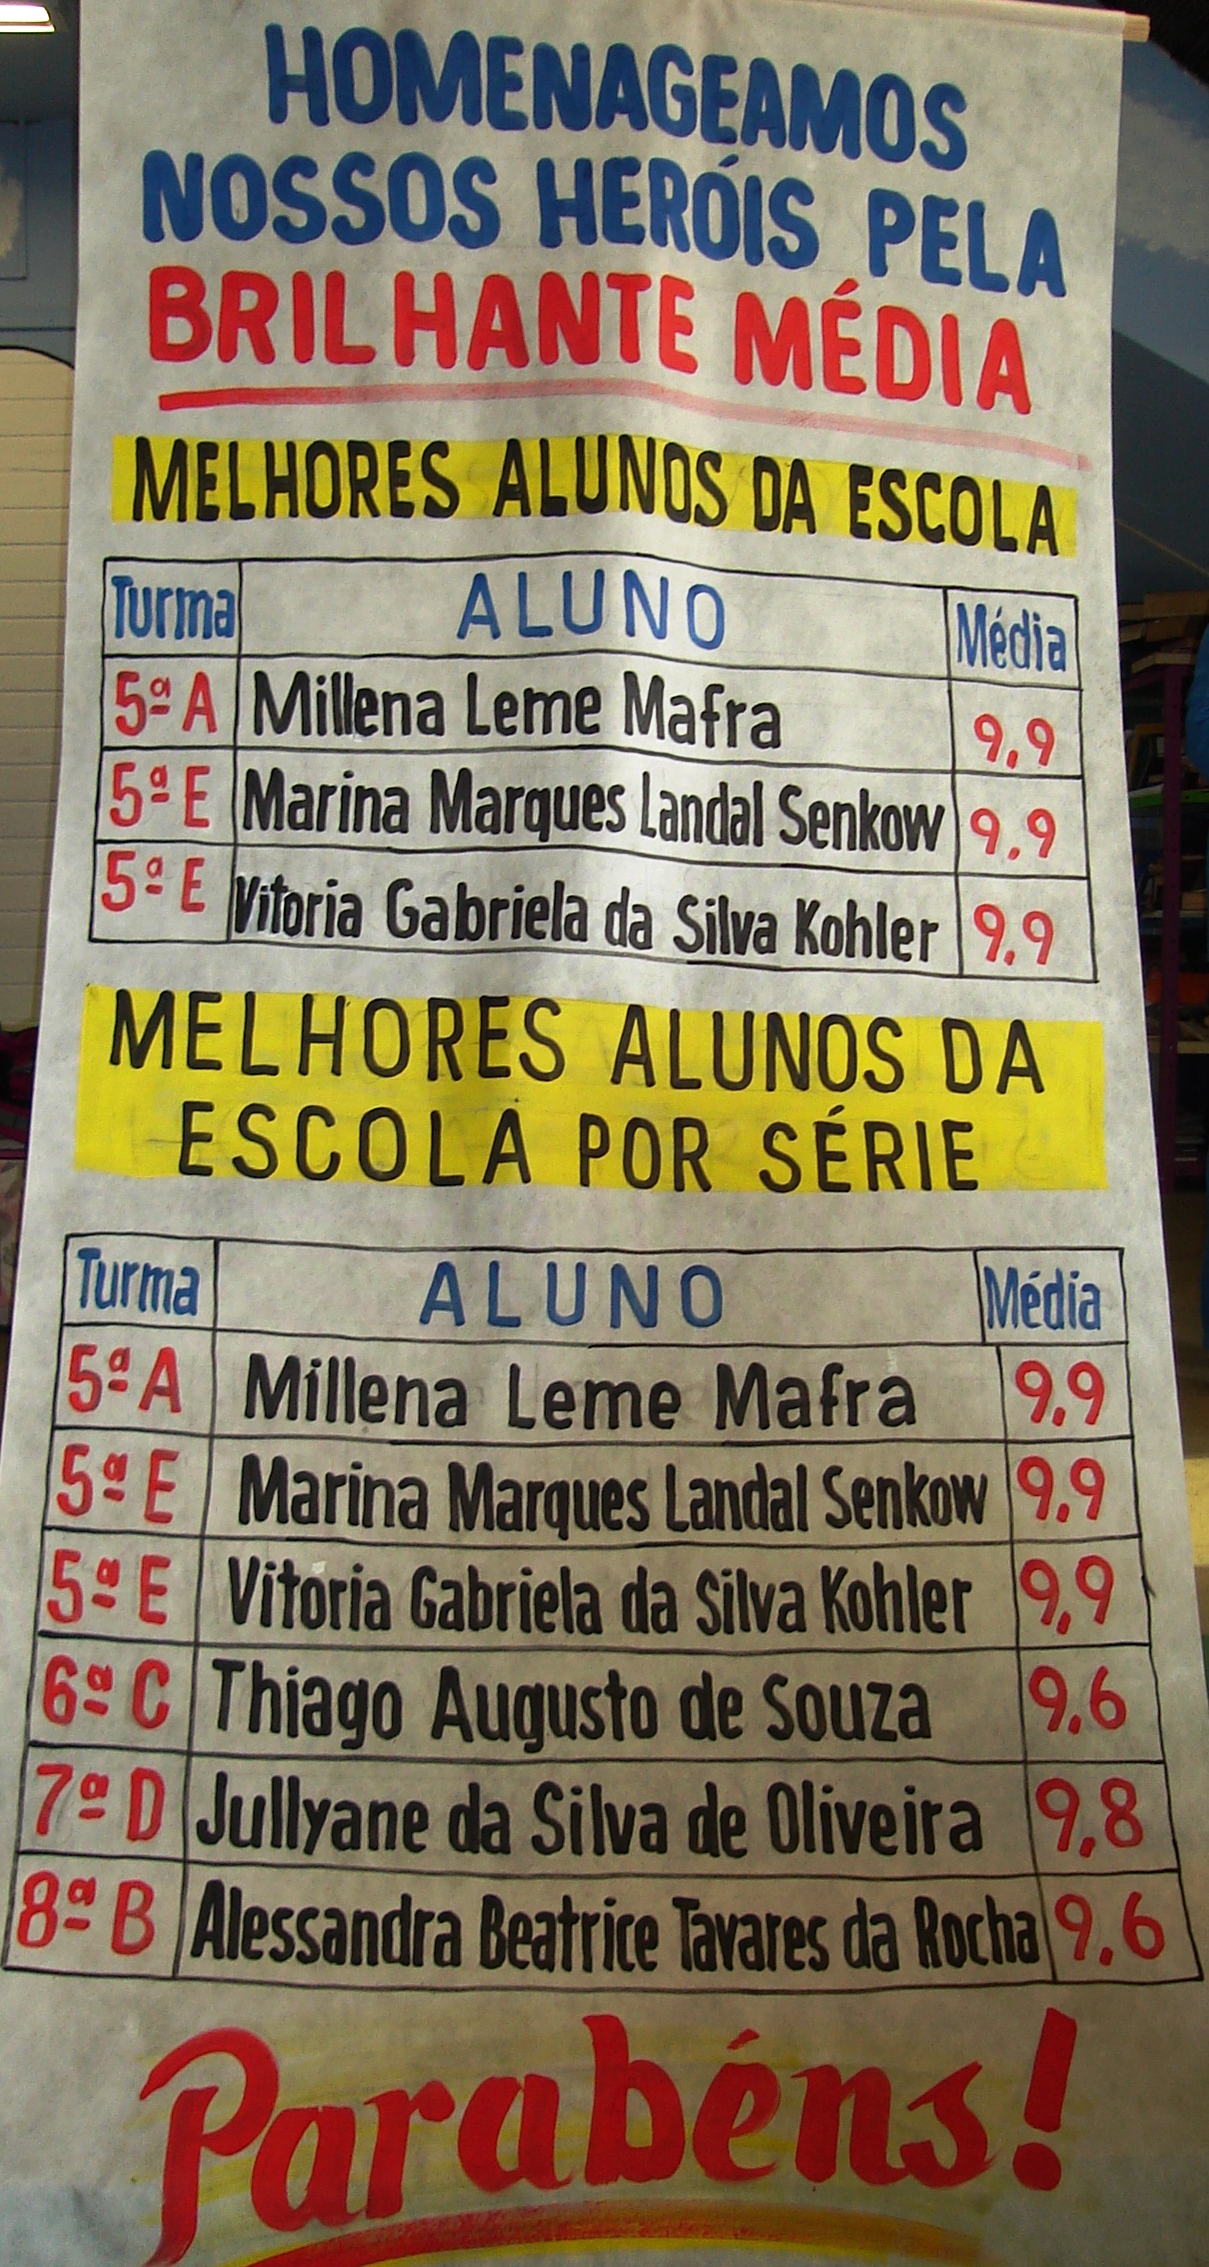 HOMENAGEAMOS
NOSSOS HERÓIS PELA
BRILHANTE MÉDIA
MELHORES ALUNOS DA ESCOLA
Turma ALUNO Média
5ª A Millena Leme Mafra 9,9
5ª E Marina Marques Landal Senkow 9,9
5ª E Vitoria Gabriela da Silva Kohler 9,9
MELHORES ALUNOS DA
ESCOLA POR SÉRIE
Turma ALUNO Média
5ª A Millena Leme Mafra 9,9
5ª E Marina Marques Landal Senkow 9,9
5ª E Vitoria Gabriela da Silva Kohler 9,9
6ª C Thiago Augusto de Souza 9,6
7ª D Jullyane da Silva de Oliveira 9,8
8ª B Alessandra Beatrice Tavares da Rocha 9,6
Parabéns!